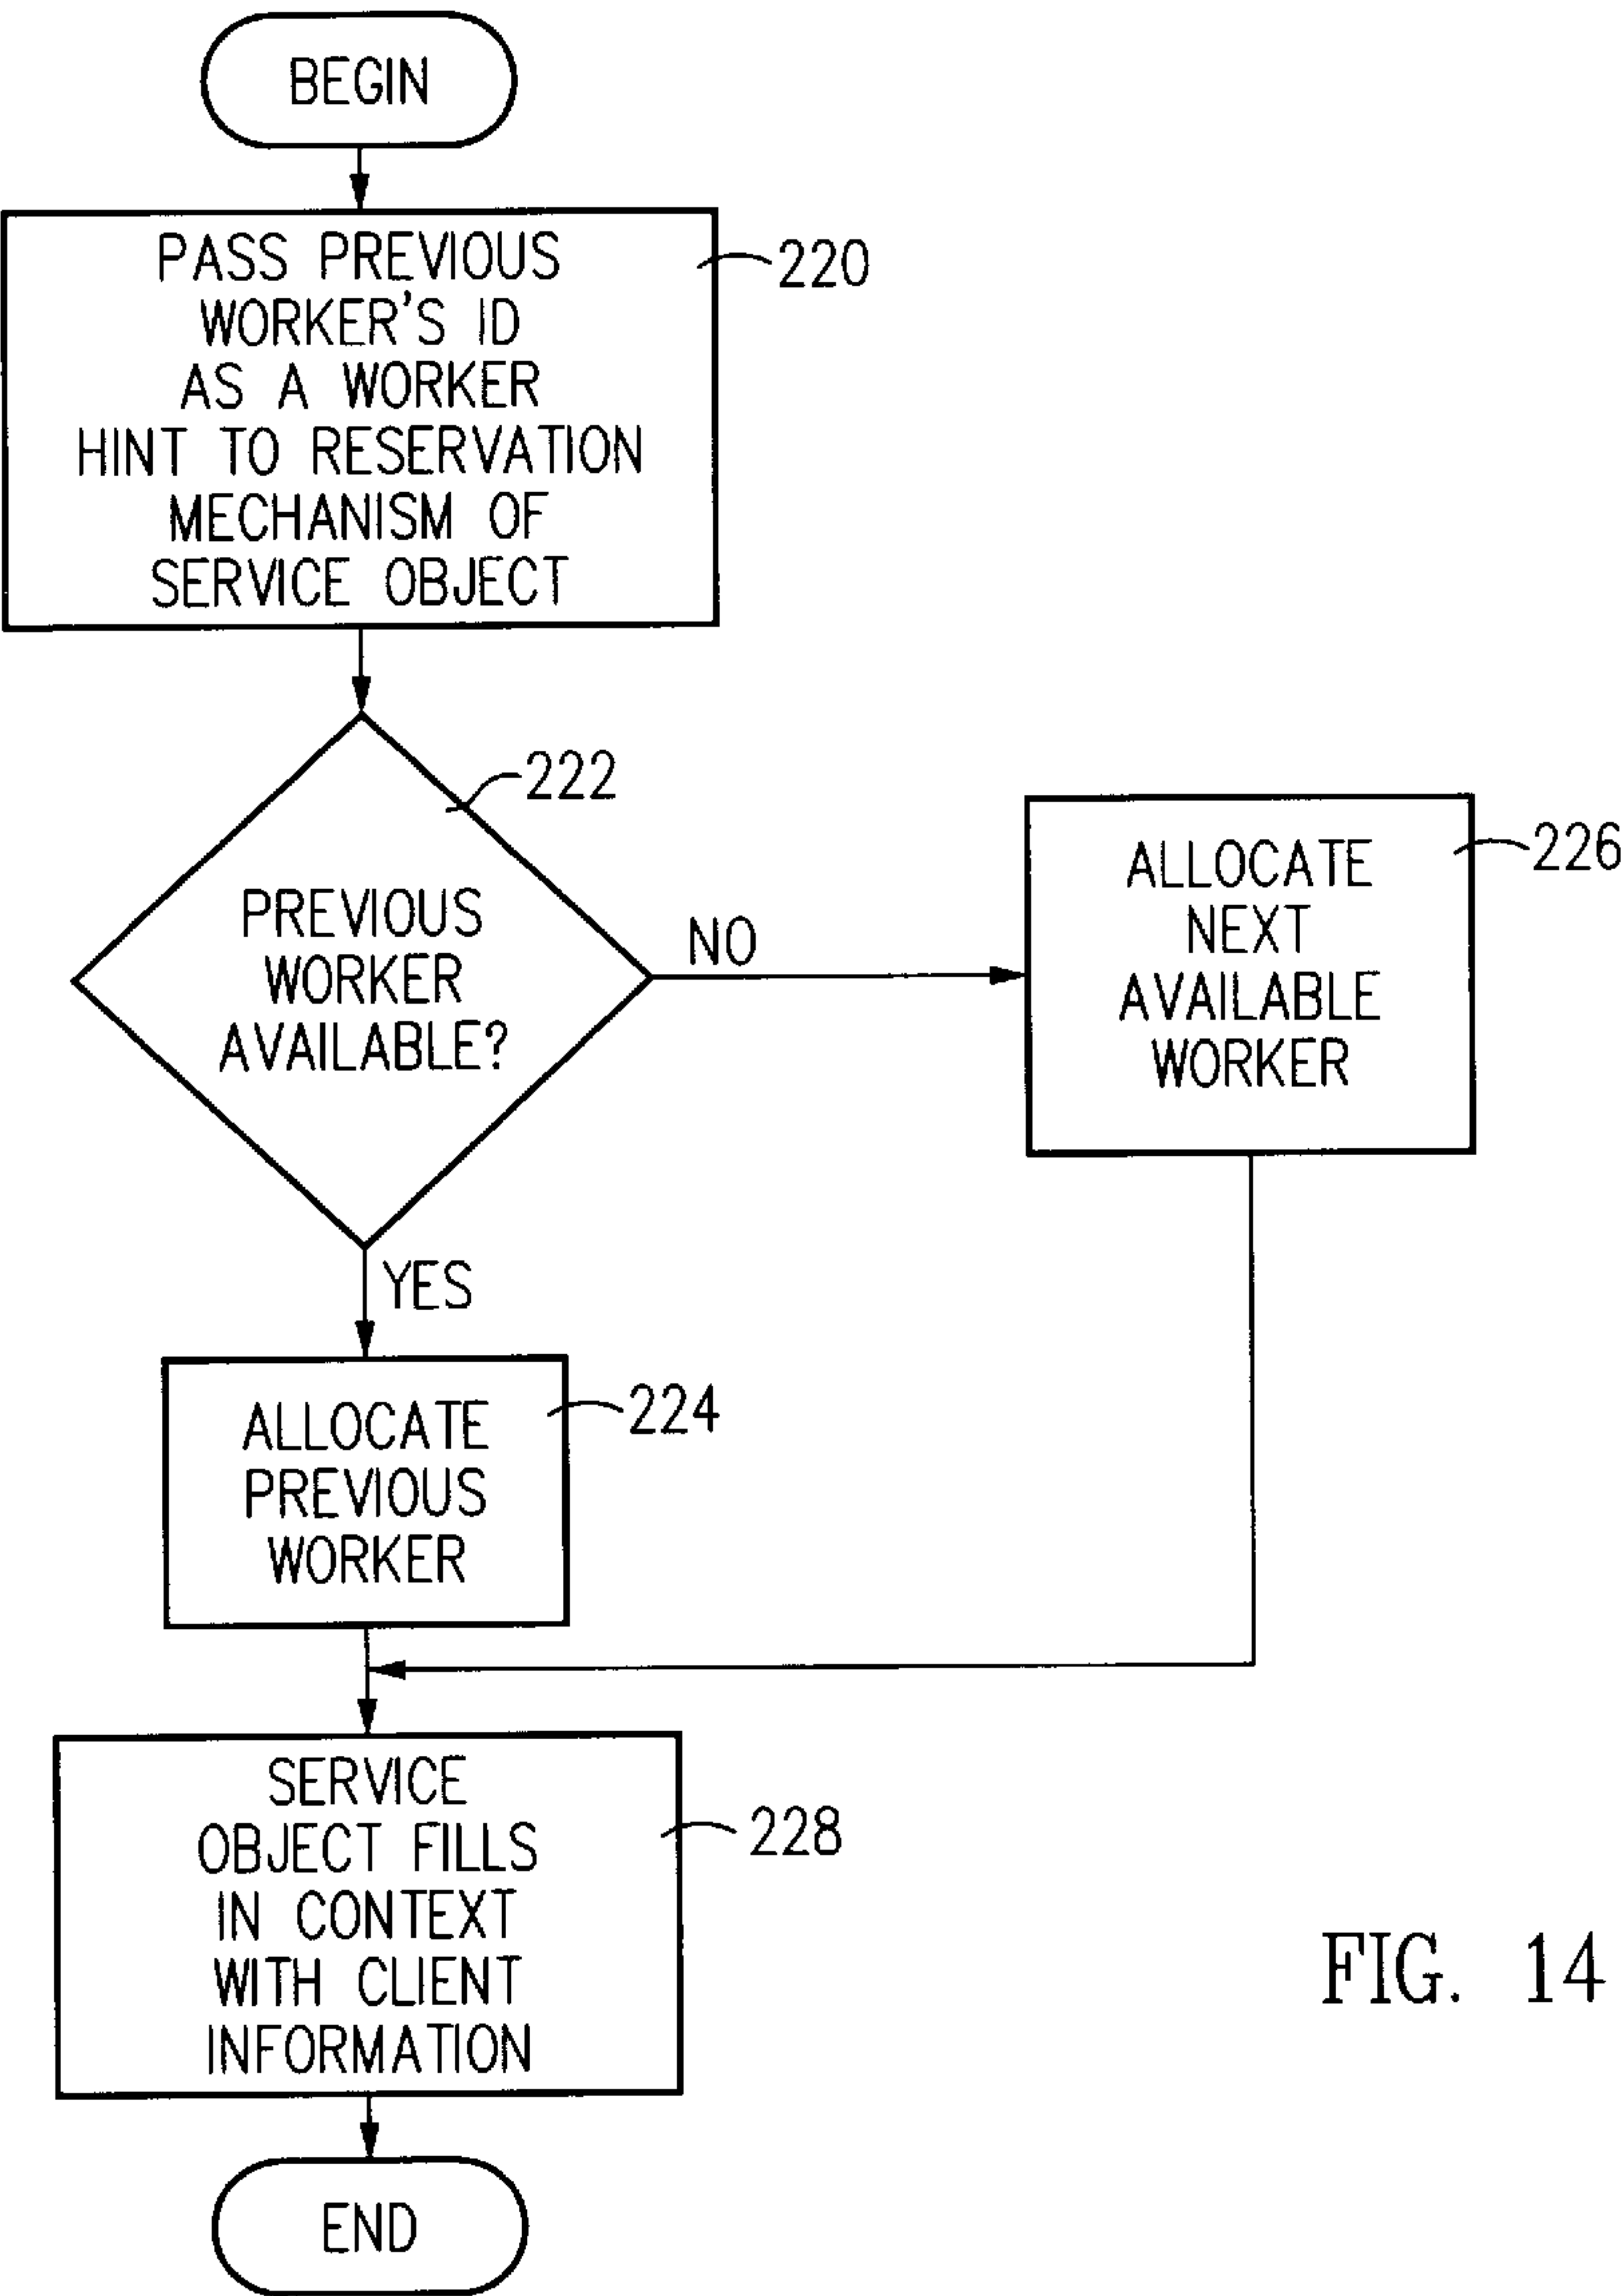 BEGIN
PASS PREVIOUS
WORKER'S ID
AS A WORKER
HINT TO RESERVATION
MECHANISM OF
SERVICE OBJECT
220
222
PREVIOUS
WORKER
AVAILABLE?
NO
ALLOCATE
NEXT
AVAILABLE
WORKER
226
YES
ALLOCATE
PREVIOUS
WORKER
224
SERVICE
OBJECT FILLS
IN CONTEXT
WITH CLIENT
INFORMATION
228
END
FIG. 14